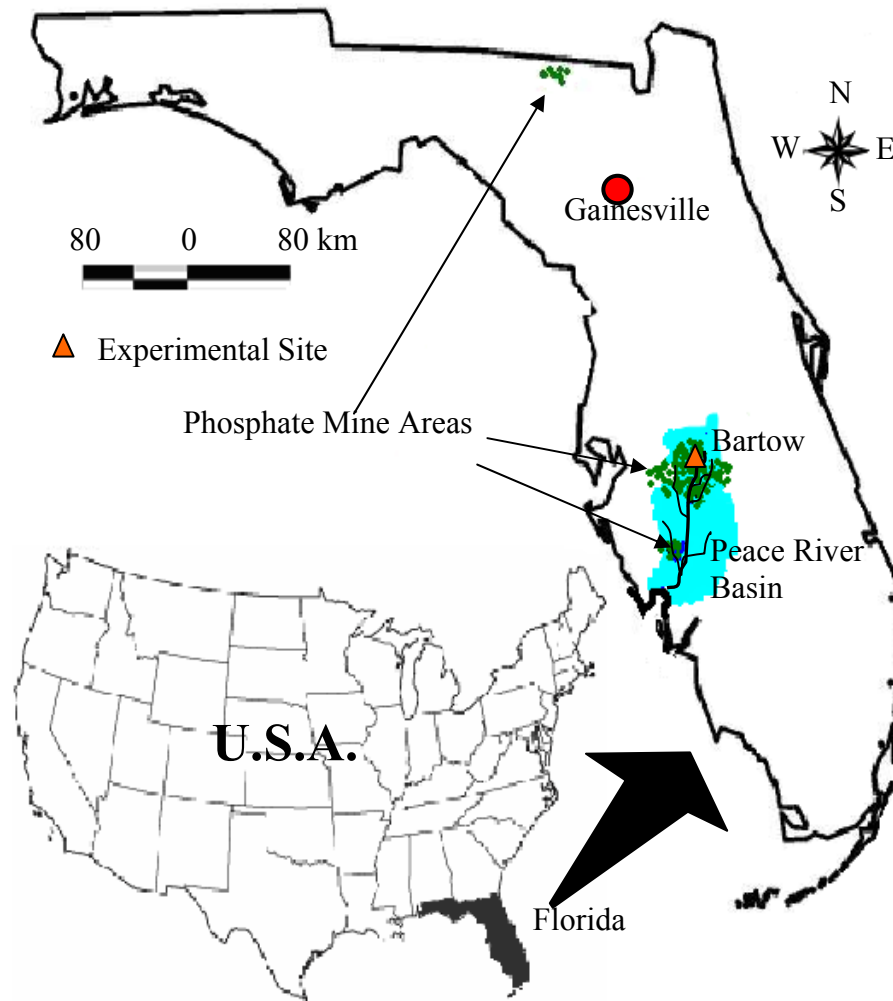 N
W E
S
Gainesville
80 0 80 km
Experimental Site
Phosphate Mine Areas
Bartow
Peace River
Basin
U.S.A.
Florida